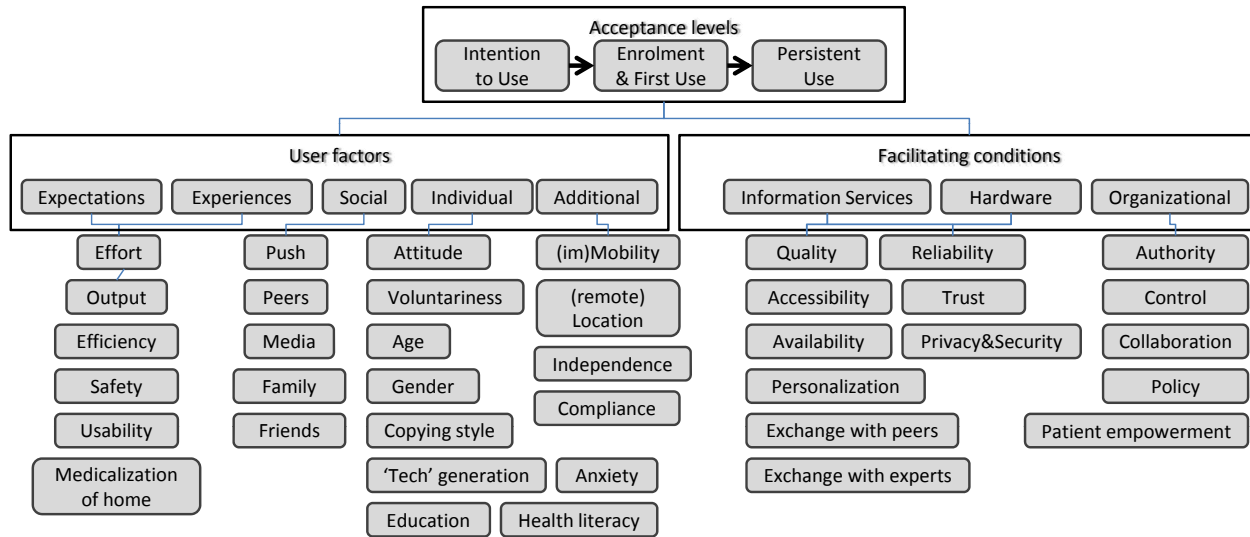 Acceptance levels
Intention
to Use
Enrolment
& First Use
Persistent
Use
User factors
Expectations
Experiences
Social
Individual
Additional
Effort
Output
Efficiency
Safety
Usability
Medicalization
of home
Push
Peers
Media
Family
Friends
Attitude
Voluntariness
Age
Gender
Copying style
‘Tech’ generation
Anxiety
Education
Health literacy
(im)Mobility
(remote)
Location
Independence
Compliance
Facilitating conditions
Information Services
Hardware
Organizational
Quality
Accessibility
Availability
Personalization
Exchange with peers
Exchange with experts
Reliability
Trust
Privacy&Security
Authority
Control
Collaboration
Policy
Patient empowerment